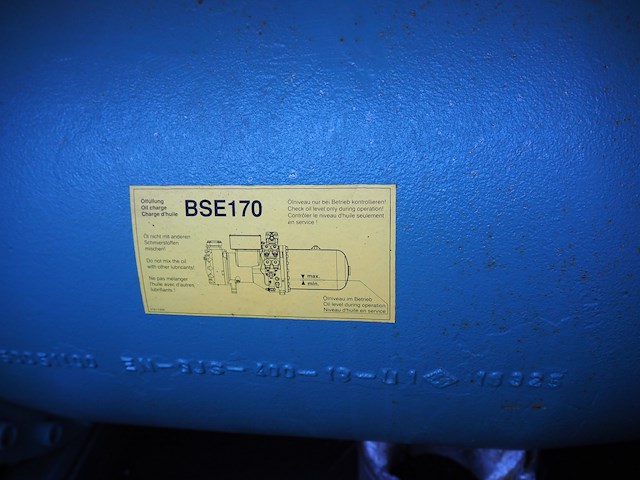 Ölfüllung
Oil charge
Charge d'huile
BSE170
Ölniveau nur bei Betrieb kontrollieren!
Check oil level only during operation!
Contrôler le niveau d'huile seulement
en service !
Öl nicht mit anderen
Schmierstoffen
mischen!
Do not mix the oil
with other lubricants!
Ne pas mélanger
l'huile avec d'autres
lubrifiants !
max.
min.
Ölniveau im Betrieb
Oil level during operation
Niveau d'huile en service